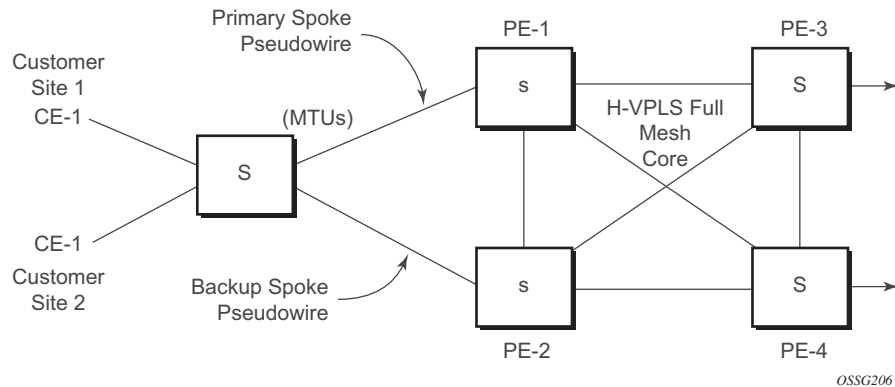 Primary Spoke
Pseudowire
PE-1
PE-3
Customer
Site 1
CE-1
(MTUs)
s
S
H-VPLS Full
Mesh
Core
S
CE-1
Customer
Site 2
Backup Spoke
Pseudowire
s
S
PE-2
PE-4
OSSG206